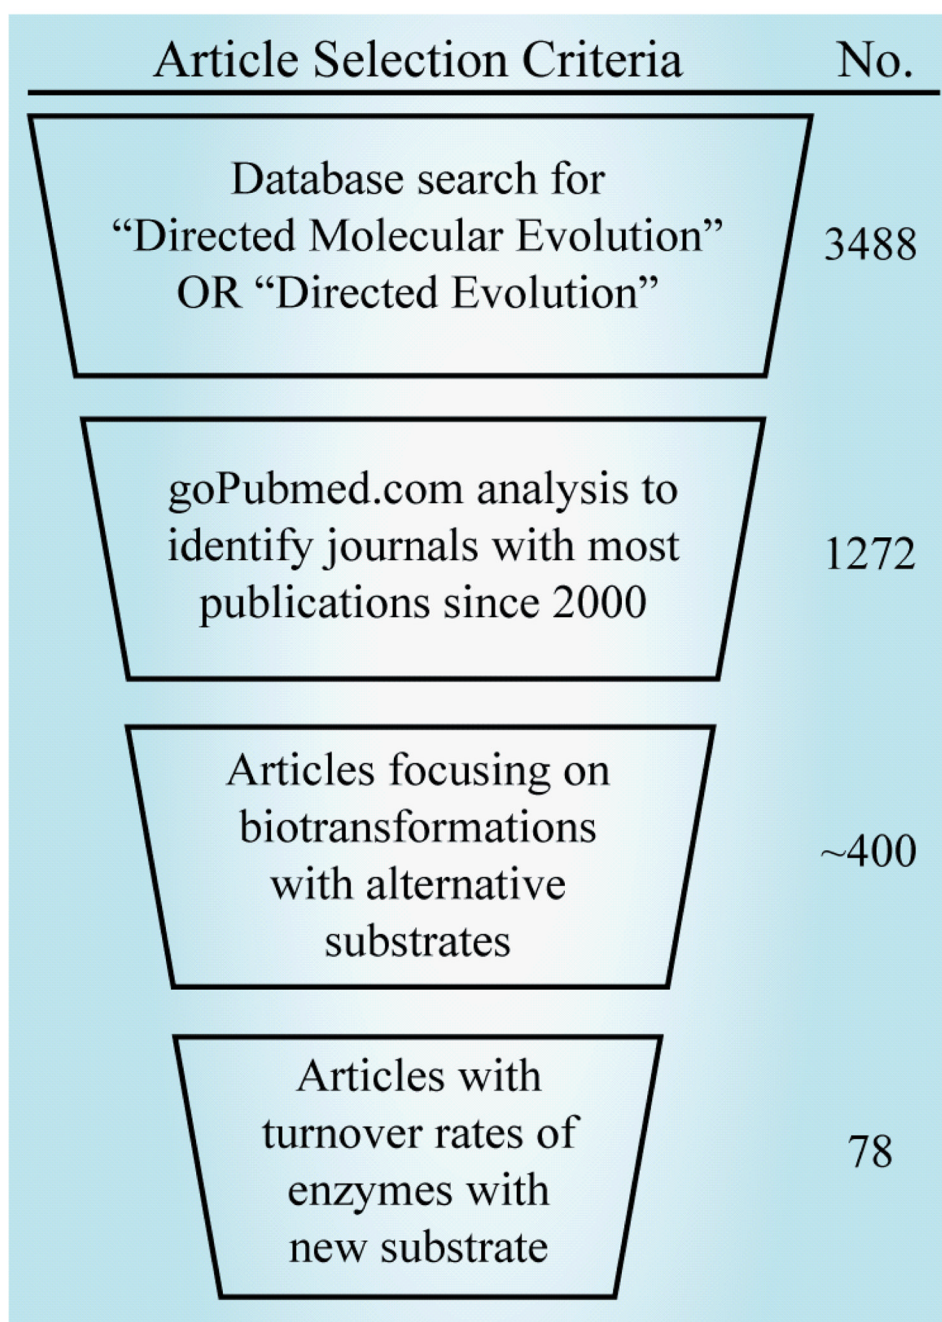 Article Selection Criteria No.
Database search for
“Directed Molecular Evolution”
OR “Directed Evolution”
3488
goPubmed.com analysis to
identify journals with most
publications since 2000
1272
Articles focusing on
biotransformations
with alternative
substrates
~400
Articles with
turnover rates of
enzymes with
new substrate
78